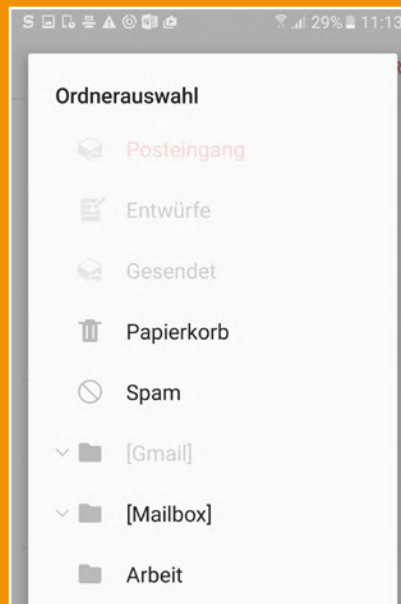 29% 11:13
Ordnerauswahl
Posteingang
Entwürfe
Gesendet
Papierkorb
Spam
[Gmail]
[Mailbox]
Arbeit